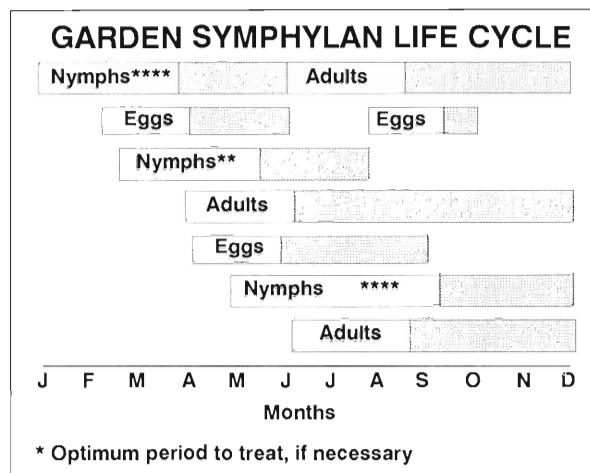 GARDEN SYMPHYLAN LIFE CYCLE
Nymphs**** Adults
Eggs Eggs
Nymphs**
Adults
Eggs
Nymphs ****
Adults
J F M A M J J A S O N D
Months
* Optimum period to treat, if necessary